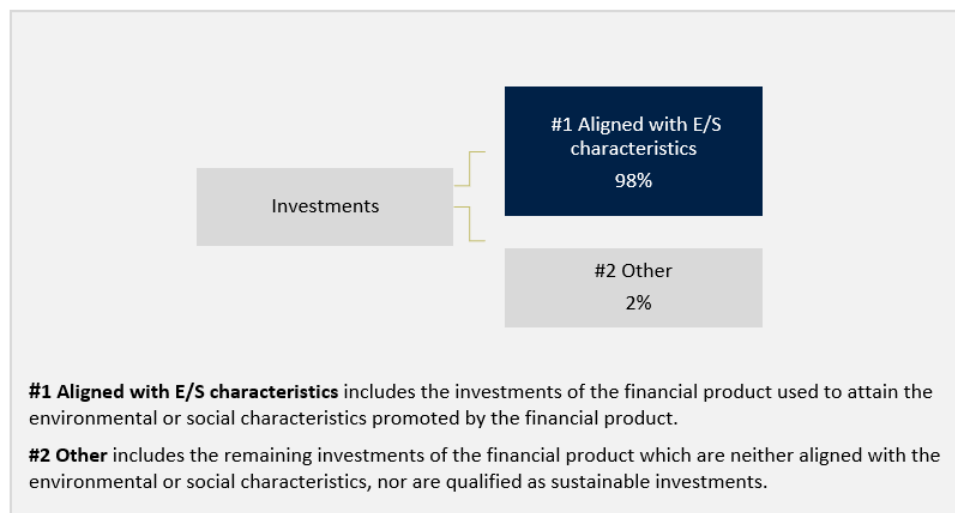 #1 Aligned with E/S
characteristics
98%
Investments
#2 Other
2%
#1 Aligned with E/S characteristics includes the investments of the financial product used to attain the
environmental or social characteristics promoted by the financial product.
#2 Other includes the remaining investments of the financial product which are neither aligned with the
environmental or social characteristics, nor are qualified as sustainable investments.